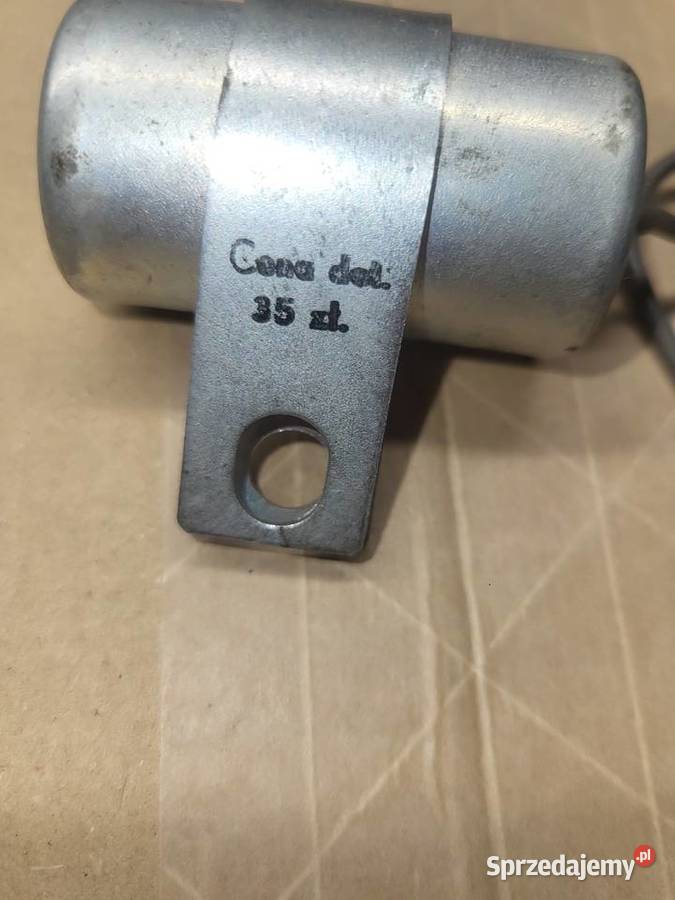 Cena det.
35 zł.
Sprzedajemy.pl